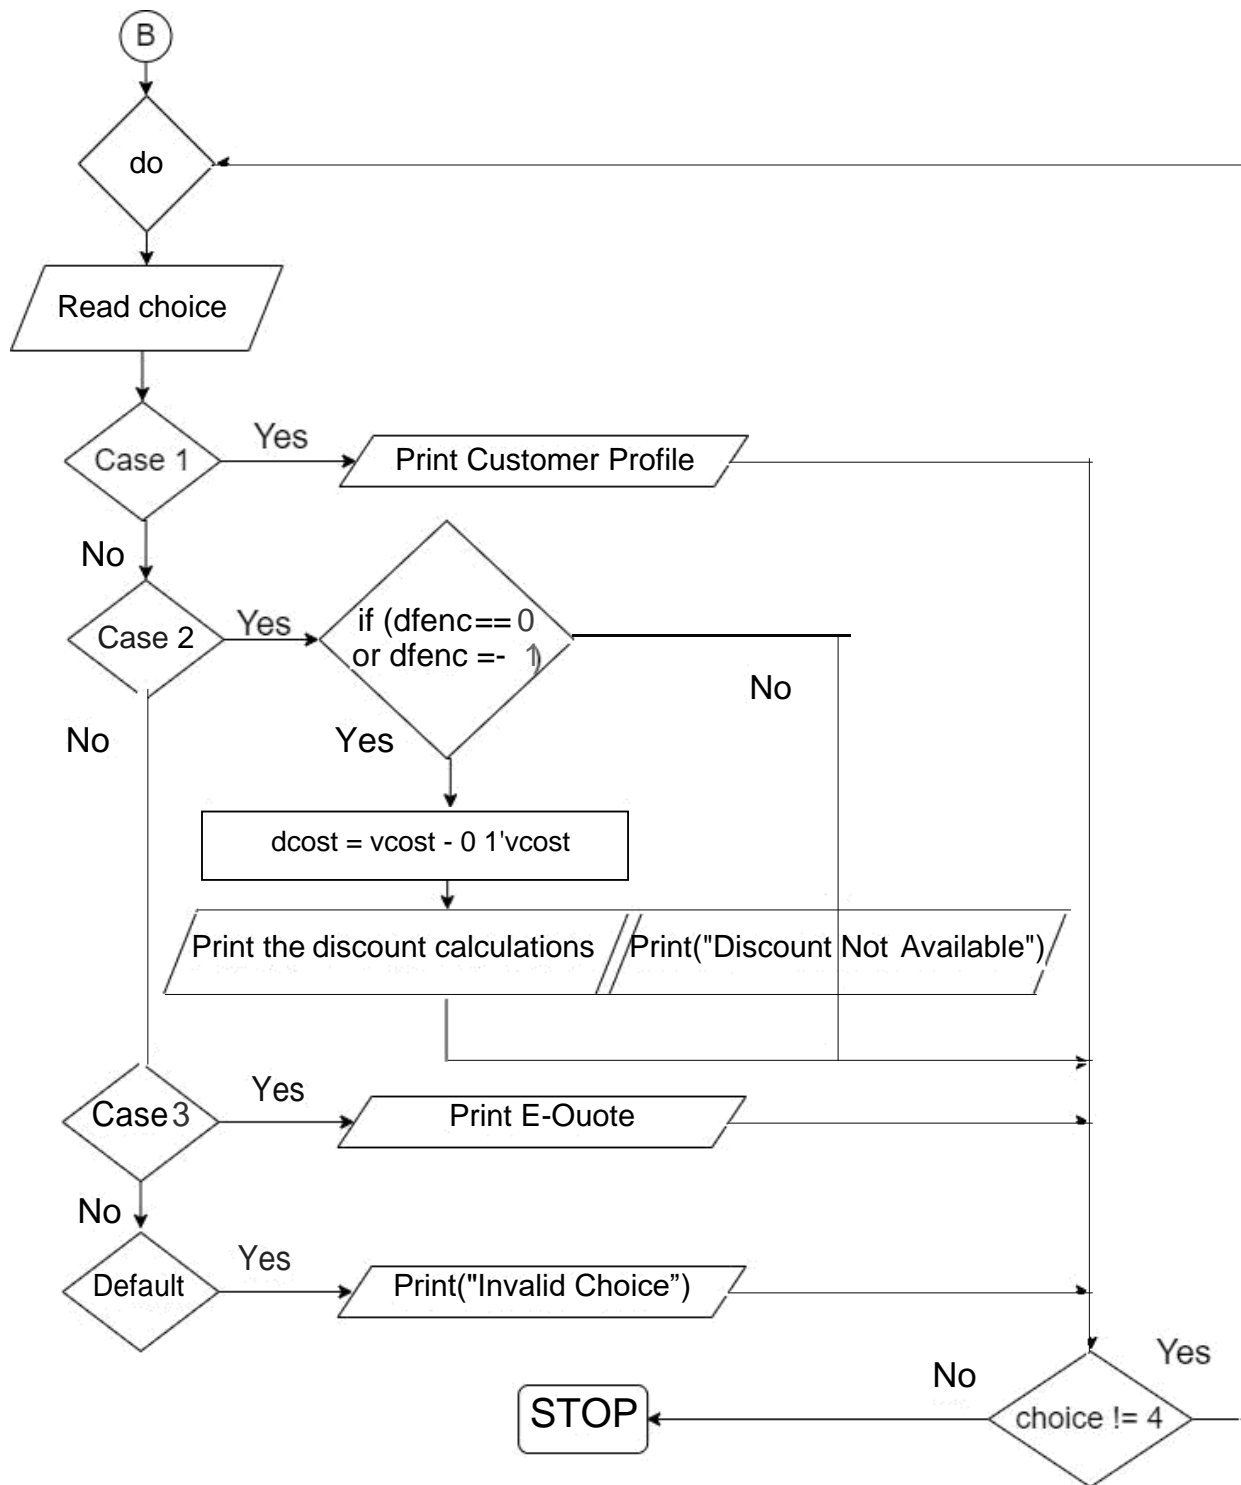 B
do
Read choice
Case 1
Yes
Print Customer Profile
No
Case 2
Yes
if (dfenc== 0
or dfenc =- 1)
No
No
Yes
dcost = vcost - 0 1'vcost
Print the discount calculations
Print("Discount Not Available")
Case 3
Yes
Print E-Ouote
No
Default
Yes
Print("Invalid Choice”)
No
Yes
STOP
choice != 4